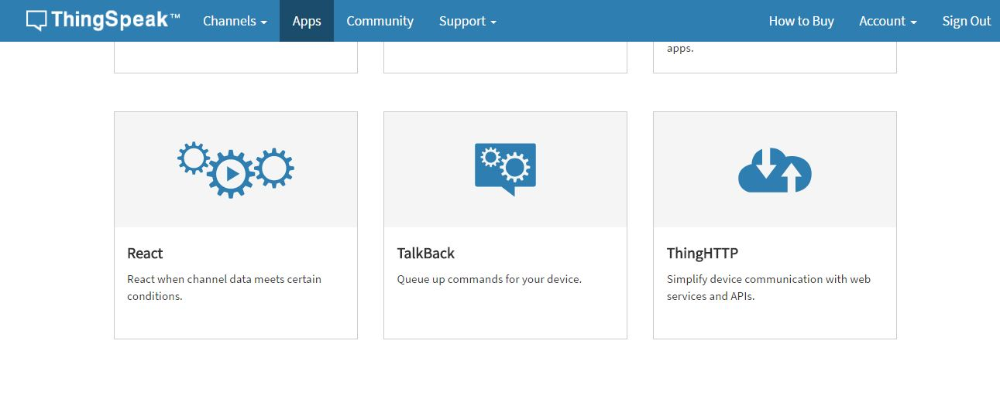 ThingSpeak™ Channels Apps Community Support How to Buy Account Sign Out
apps.
React
React when channel data meets certain
conditions.
TalkBack
Queue up commands for your device.
ThingHTTP
Simplify device communication with web
services and APIs.